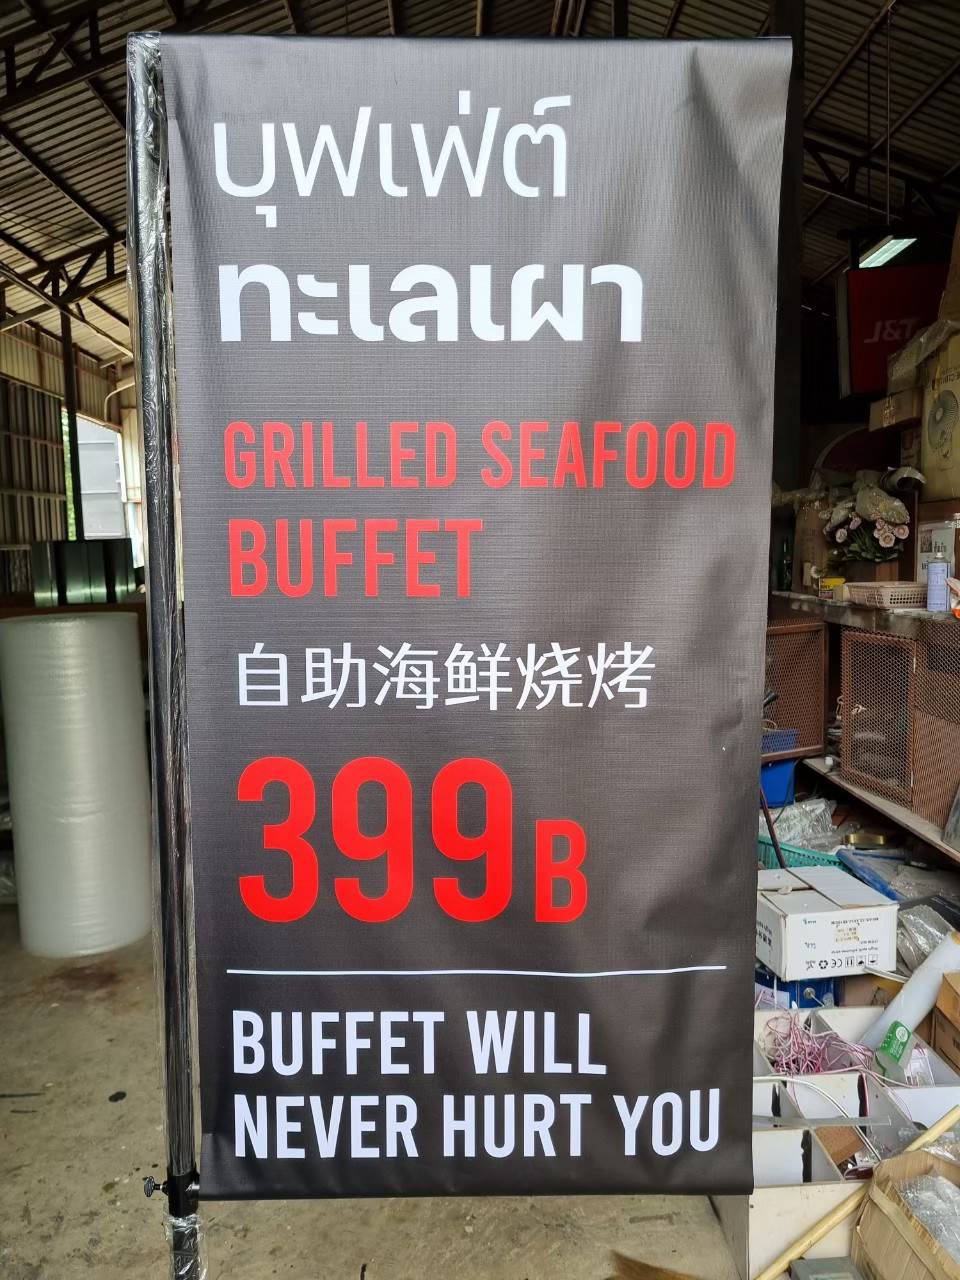 บุฟเฟ่ต์
ทะเลเผา
GRILLED SEAFOOD
BUFFET
自助海鲜烧烤
399B
BUFFET WILL
NEVER HURT YOU
T&L